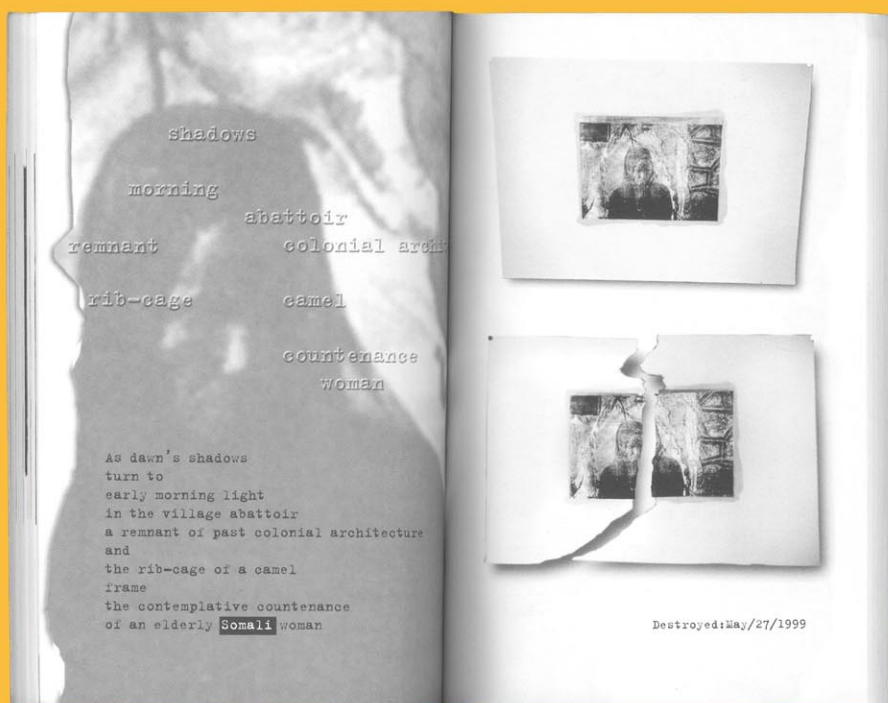 shadows
morning
abattoir
remnant colonial archi
rib-cage camel
countenance
woman
As dawn's shadows
turn to
early morning light
in the village abattoir
a remnant of past colonial architecture
and
the rib-cage of a camel
frame
the contemplative countenance
of an elderly Somali woman
Destroyed:May/27/1999